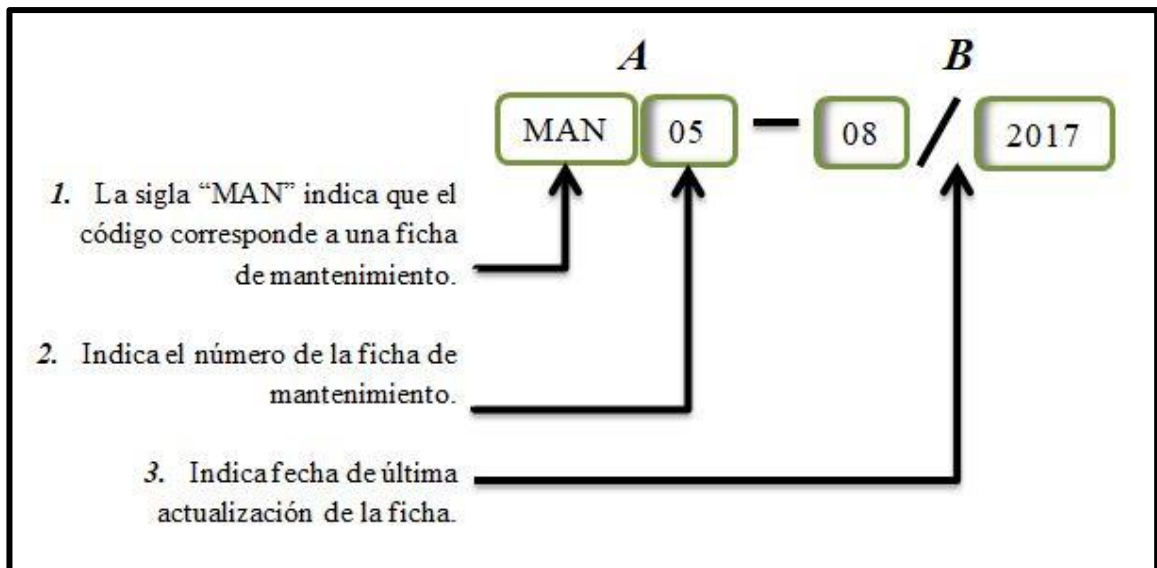 A B
MAN 05 – 08 / 2017
1. La sigla “MAN” indica que el
código corresponde a una ficha
de mantenimiento.
2. Indica el número de la ficha de
mantenimiento.
3. Indica fecha de última
actualización de la ficha.